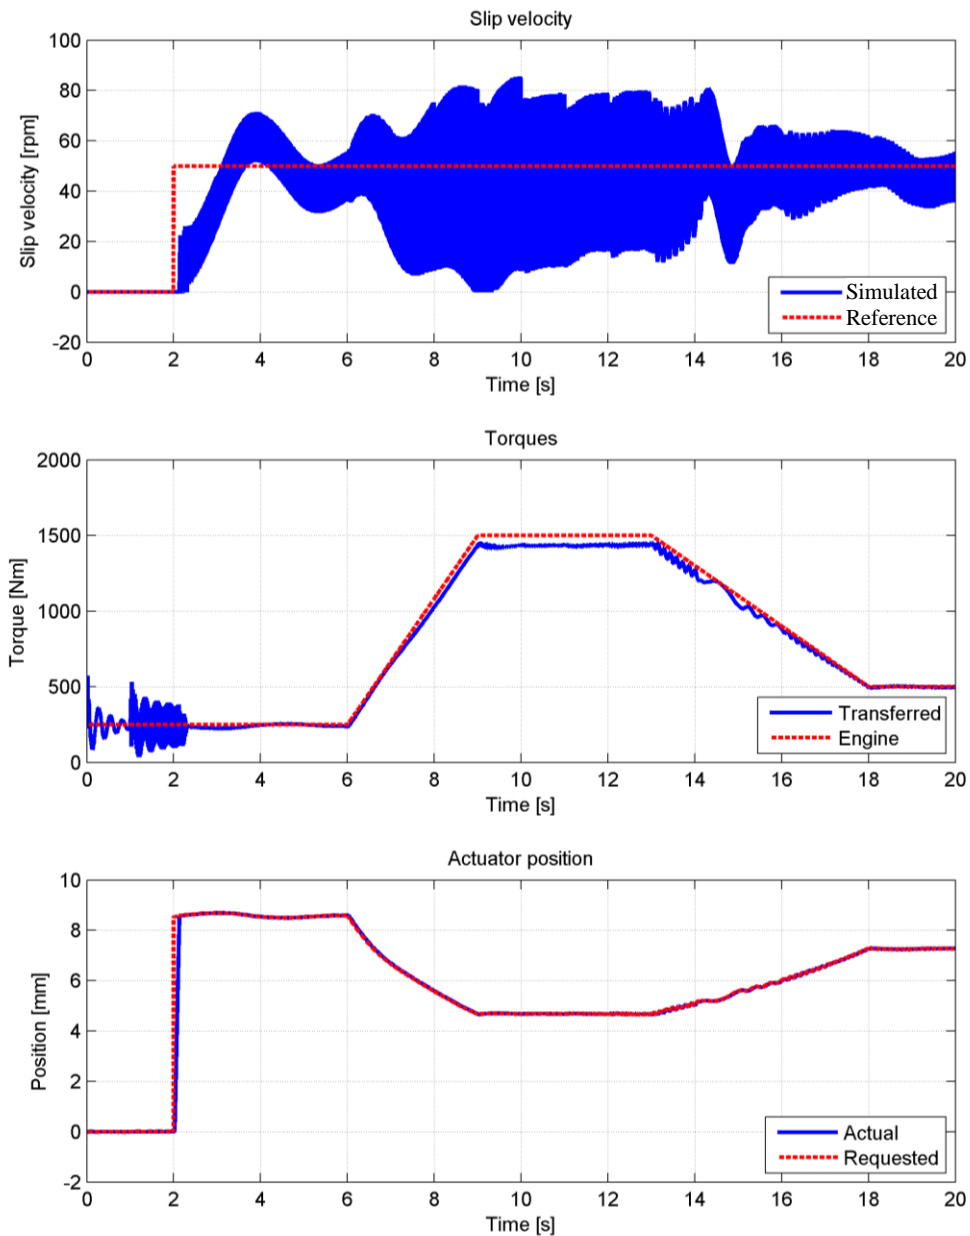 Slip velocity
100
80
60
40
20
0
-20
Slip velocity [rpm]
Simulated
Reference
0 2 4 6 8 10 12 14 16 18 20
Time [s]
Torques
2000
1500
1000
500
0
Torque [Nm]
Transferred
Engine
0 2 4 6 8 10 12 14 16 18 20
Time [s]
Actuator position
10
8
6
4
2
0
-2
Position [mm]
Actual
Requested
0 2 4 6 8 10 12 14 16 18 20
Time [s]